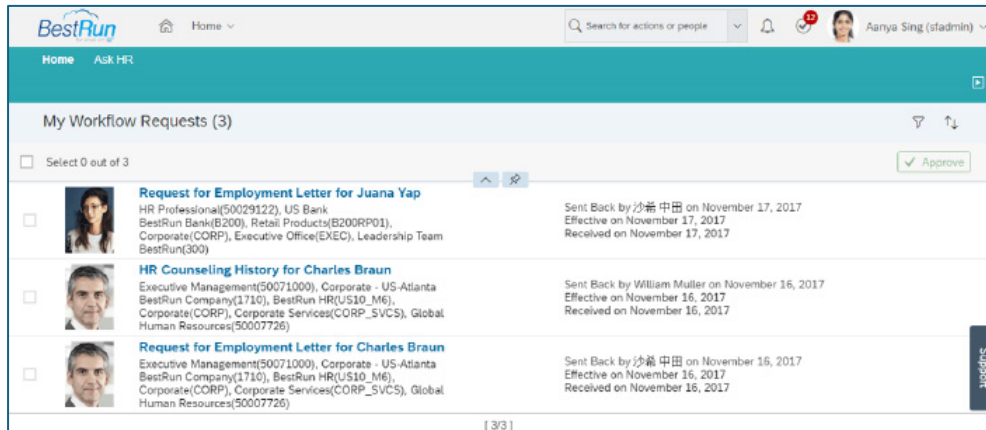 BestRun
Home
Search for actions or people
12
Aanya Sing (sfadmin)
Home Ask HR
My Workflow Requests (3)
Select 0 out of 3
Approve
Request for Employment Letter for Juana Yap
HR Professional(50029122), US Bank
BestRun Bank(B200), Retail Products(B200RP01),
Corporate(CORP), Executive Office(EXEC), Leadership Team
BestRun(300)
Sent Back by 沙希 中田 on November 17, 2017
Effective on November 17, 2017
Received on November 17, 2017
HR Counseling History for Charles Braun
Executive Management(50071000), Corporate - US-Atlanta
BestRun Company(1710), BestRun HR(US10_M6),
Corporate(CORP), Corporate Services(CORP_SVCS), Global
Human Resources(50007726)
Sent Back by William Muller on November 16, 2017
Effective on November 16, 2017
Received on November 16, 2017
Request for Employment Letter for Charles Braun
Executive Management(50071000), Corporate - US-Atlanta
BestRun Company(1710), BestRun HR(US10_M6),
Corporate(CORP), Corporate Services(CORP_SVCS), Global
Human Resources(50007726)
Sent Back by 沙希 中田 on November 16, 2017
Effective on November 16, 2017
Received on November 16, 2017
Support
[ 3/3 ]